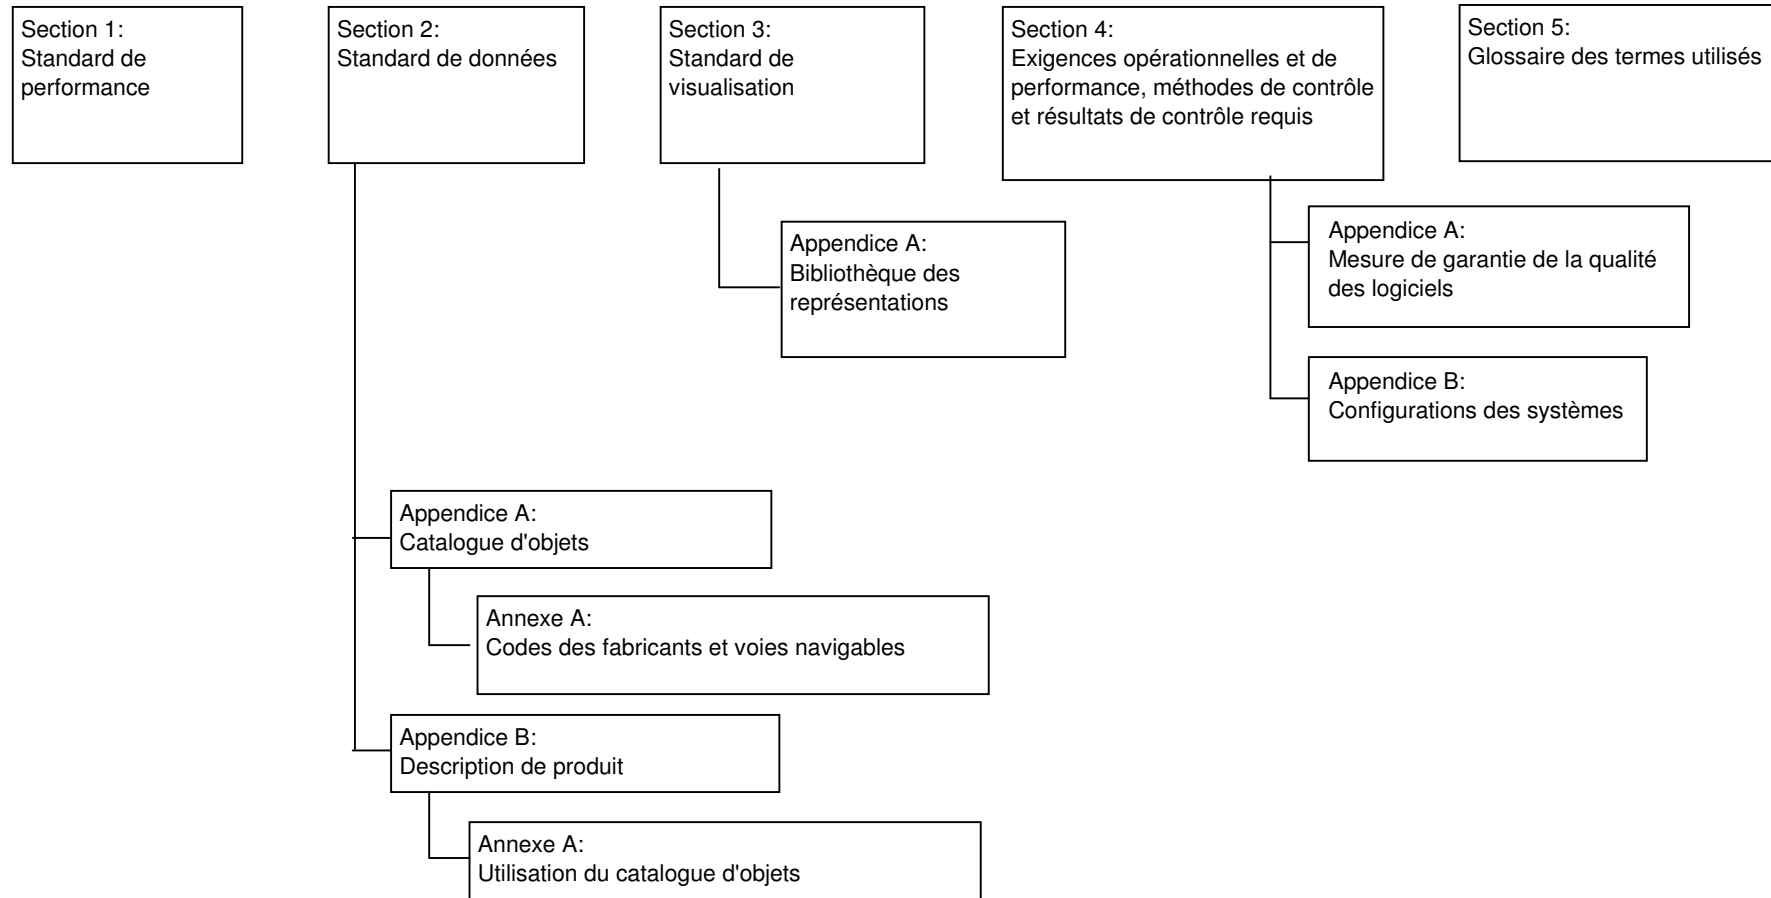 Section 1:
Standard de
performance
Section 2:
Standard de données
Section 3:
Standard de
visualisation
Section 4:
Exigences opérationnelles et de
performance, méthodes de contrôle
et résultats de contrôle requis
Section 5:
Glossaire des termes utilisés
Appendice A:
Bibliothèque des
représentations
Appendice A:
Mesure de garantie de la qualité
des logiciels
Appendice B:
Configurations des systèmes
Appendice A:
Catalogue d'objets
Annexe A:
Codes des fabricants et voies navigables
Appendice B:
Description de produit
Annexe A:
Utilisation du catalogue d'objets